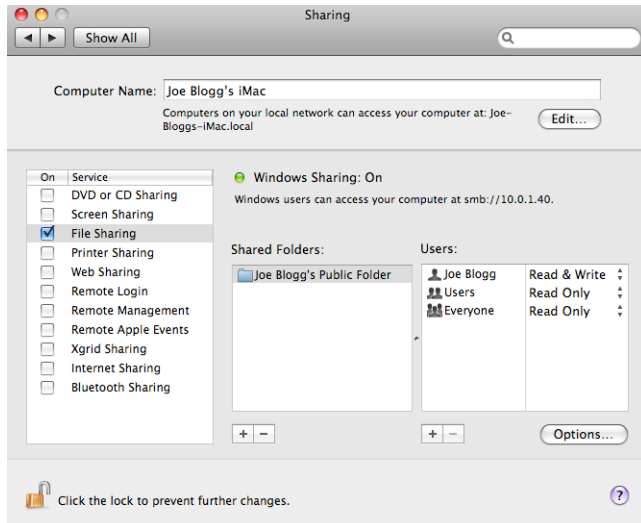 Sharing
Show All
Computer Name: Joe Blogg's iMac
Computers on your local network can access your computer at: Joe-
Bloggs-iMac.local
Edit...
On Service
DVD or CD Sharing
Screen Sharing
File Sharing
Printer Sharing
Web Sharing
Remote Login
Remote Management
Remote Apple Events
Xgrid Sharing
Internet Sharing
Bluetooth Sharing
Windows Sharing: On
Windows users can access your computer at smb://10.0.1.40.
Shared Folders:
Joe Blogg's Public Folder
Users:
Joe Blogg Read & Write
Users Read Only
Everyone Read Only
+ −
+ −
Options...
Click the lock to prevent further changes.
?